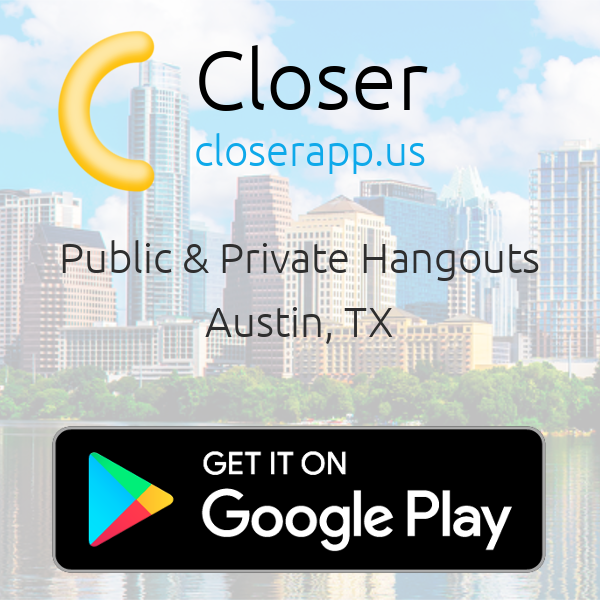 Closer
closerapp.us
Public & Private Hangouts
Austin, TX
GET IT ON
Google Play